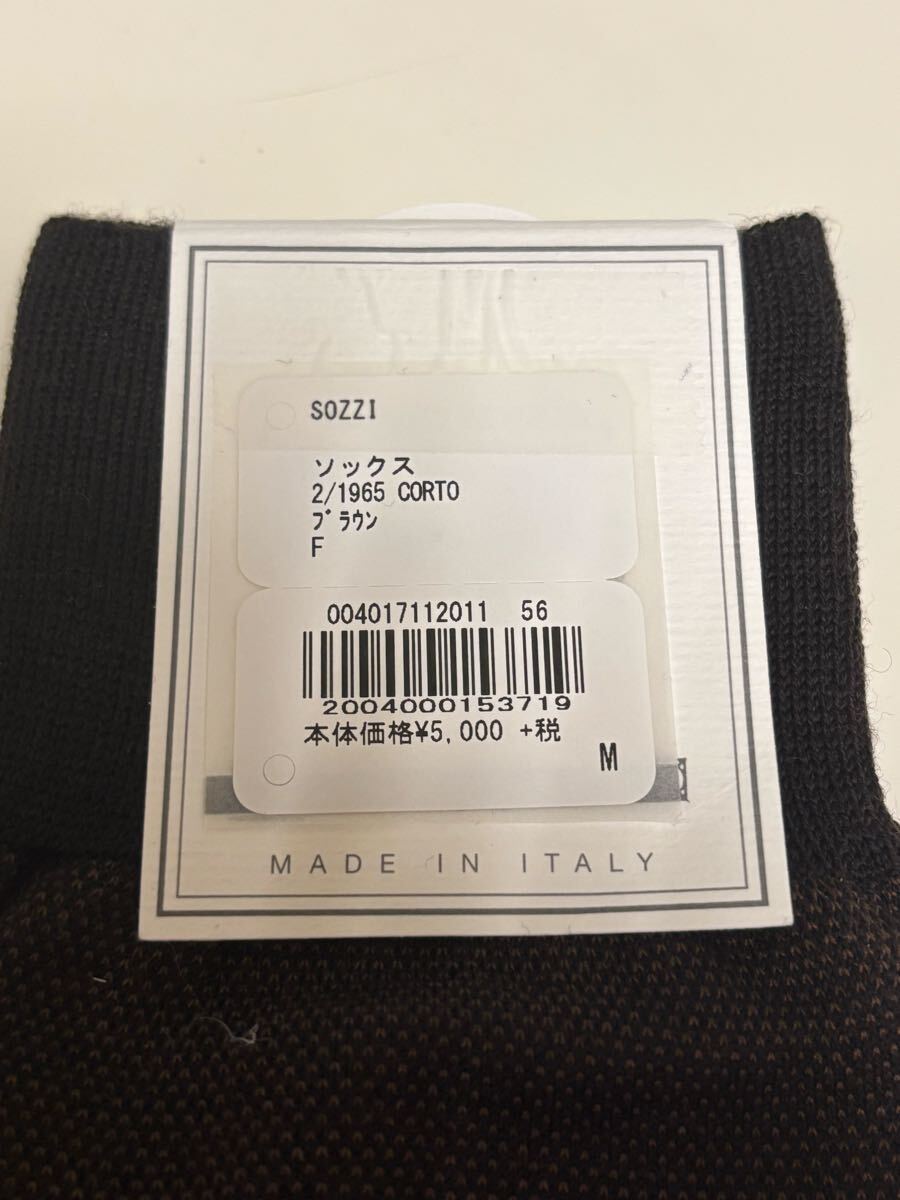 SOZZI
ソックス
2/1965 CORTO
ﾌﾞﾗｳﾝ
F
004017112011 56
2004000153719
本体価格¥5,000 +税
M
MADE IN ITALY